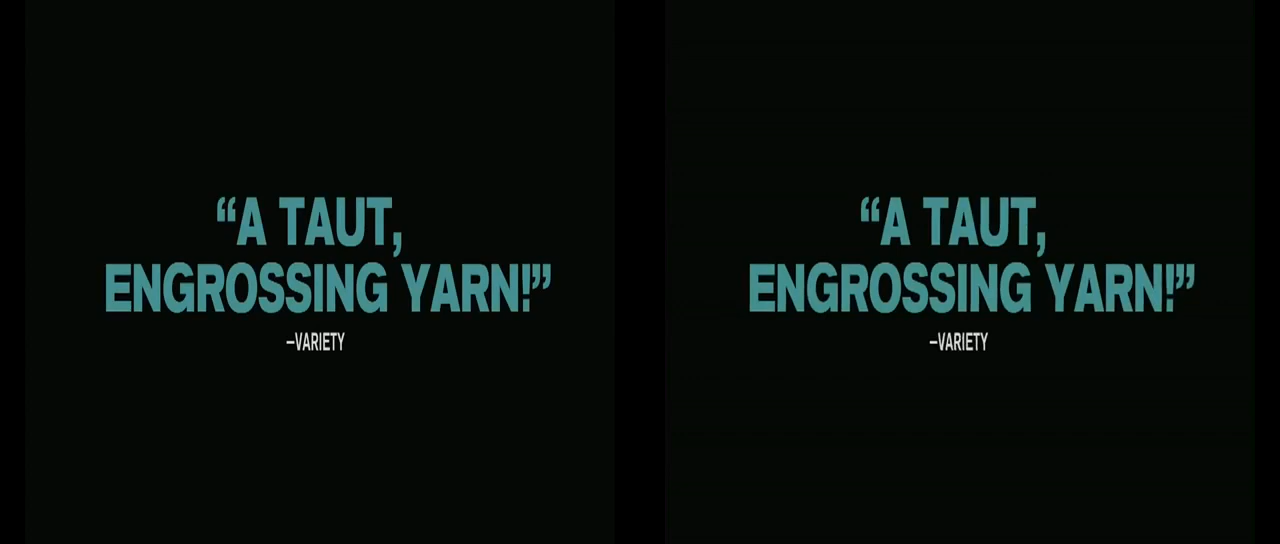 “A TAUT,
ENGROSSING YARN!”
–VARIETY
“A TAUT,
ENGROSSING YARN!”
–VARIETY